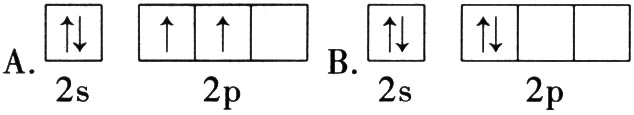 A. ↑↓ ↑ ↑ B. ↑↓ ↑↓
2s 2p 2s 2p